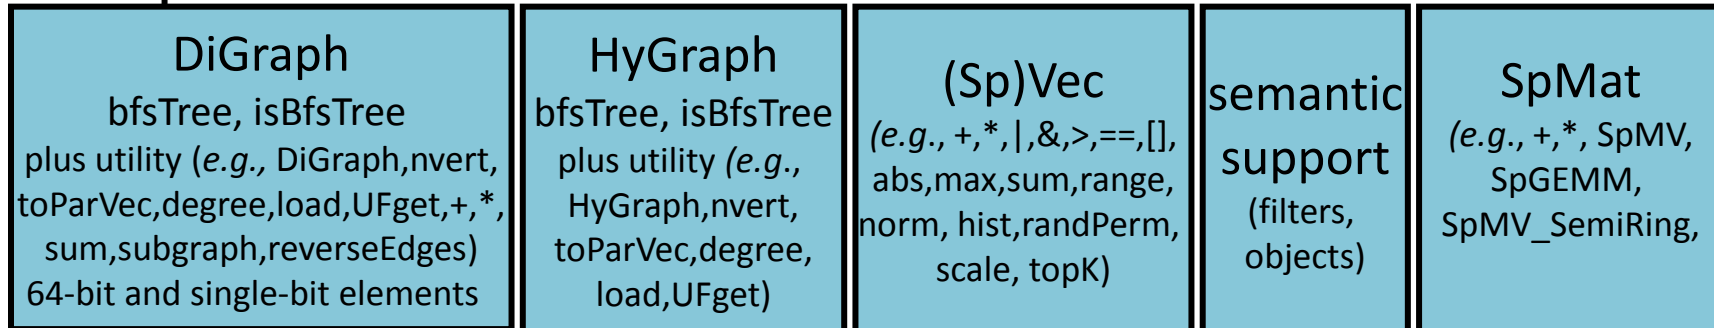 DiGraph
bfsTree, isBfsTree
plus utility (e.g., DiGraph,nvert,
toParVec,degree,load,UFget,+,*,
sum,subgraph,reverseEdges)
64-bit and single-bit elements
HyGraph
bfsTree, isBfsTree
plus utility (e.g.,
HyGraph,nvert,
toParVec,degree,
load,UFget)
(Sp)Vec
(e.g., +,*,|,&,>,==,[],
abs,max,sum,range,
norm, hist,randPerm,
scale, topK)
semantic
support
(filters,
objects)
SpMat
(e.g., +,*, SpMV,
SpGEMM,
SpMV_SemiRing,